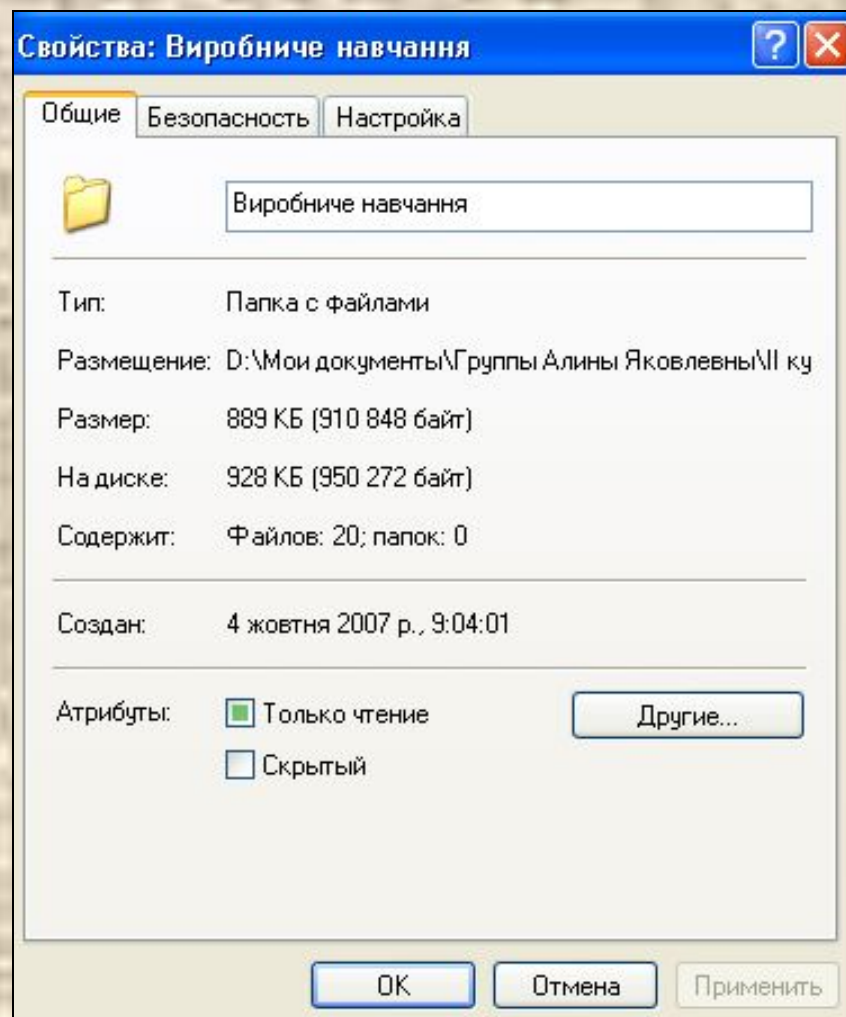 Свойства: Виробниче навчання
Общие Безопасность Настройка
Виробниче навчання
Тип: Папка с файлами
Размещение: D:\Мои документы\Группы Алины Яковлевны\II ку
Размер: 889 КБ (910 848 байт)
На диске: 928 КБ (950 272 байт)
Содержит: Файлов: 20; папок: 0
Создан: 4 жовтня 2007 р., 9:04:01
Атрибуты: Только чтение Другие...
Скрытый
OK Отмена Применить